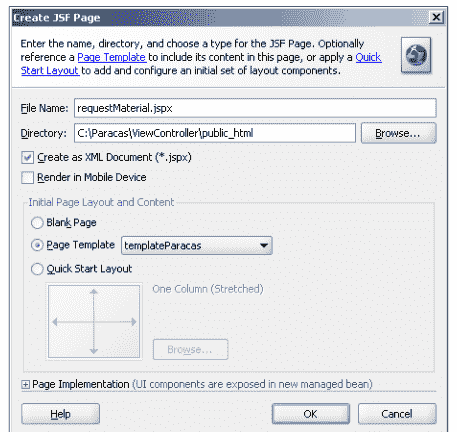 Create JSF Page
Enter the name, directory, and choose a type for the JSF Page. Optionally
reference a Page Template to include its content in this page, or apply a Quick
Start Layout to add and configure an initial set of layout components.
File Name: requestMaterial.jspx
Directory: C:\Paracas\ViewController\public_html Browse...
Create as XML Document (*.jspx)
Render in Mobile Device
Initial Page Layout and Content
Blank Page
Page Template templateParacas
Quick Start Layout
One Column (Stretched)
Browse...
Page Implementation (UI components are exposed in new managed bean)
Help OK Cancel